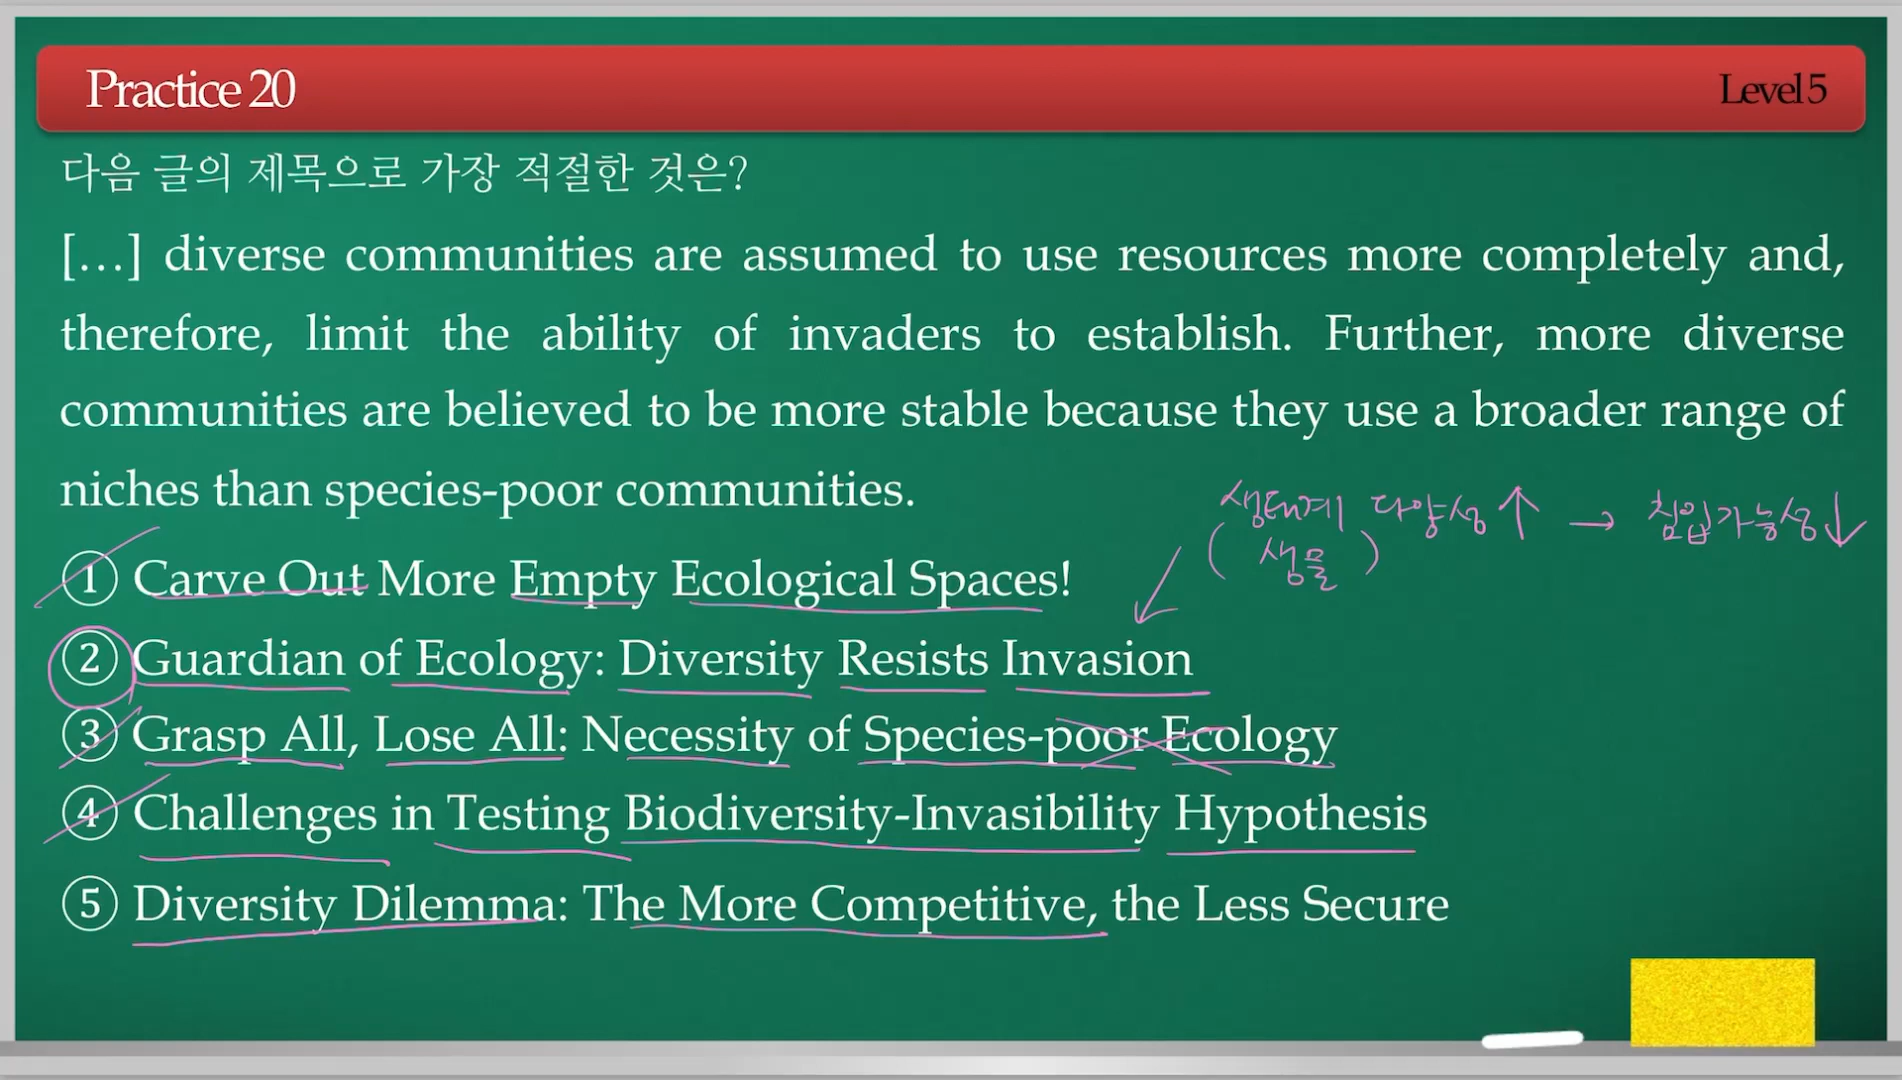 Practice 20
Level 5
다음 글의 제목으로 가장 적절한 것은?
[…] diverse communities are assumed to use resources more completely and,
therefore, limit the ability of invaders to establish. Further, more diverse
communities are believed to be more stable because they use a broader range of
niches than species-poor communities.
생태계 다양성↑ → 침입가능성↓
( 생물 )
① Carve Out More Empty Ecological Spaces!
② Guardian of Ecology: Diversity Resists Invasion
③ Grasp All, Lose All: Necessity of Species-poor Ecology
④ Challenges in Testing Biodiversity-Invasibility Hypothesis
⑤ Diversity Dilemma: The More Competitive, the Less Secure